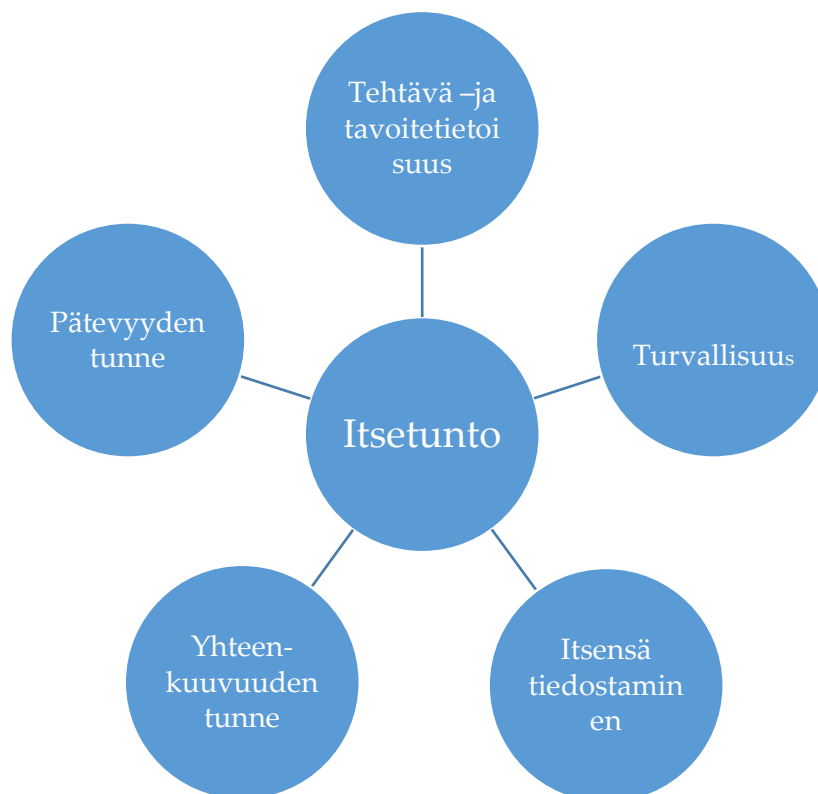 Tehtävä –ja
tavoitetietoi
suus
Pätevyyden
tunne
Turvallisuus
Itsetunto
Yhteen-
kuuvuuden
tunne
Itsensä
tiedostamin
en